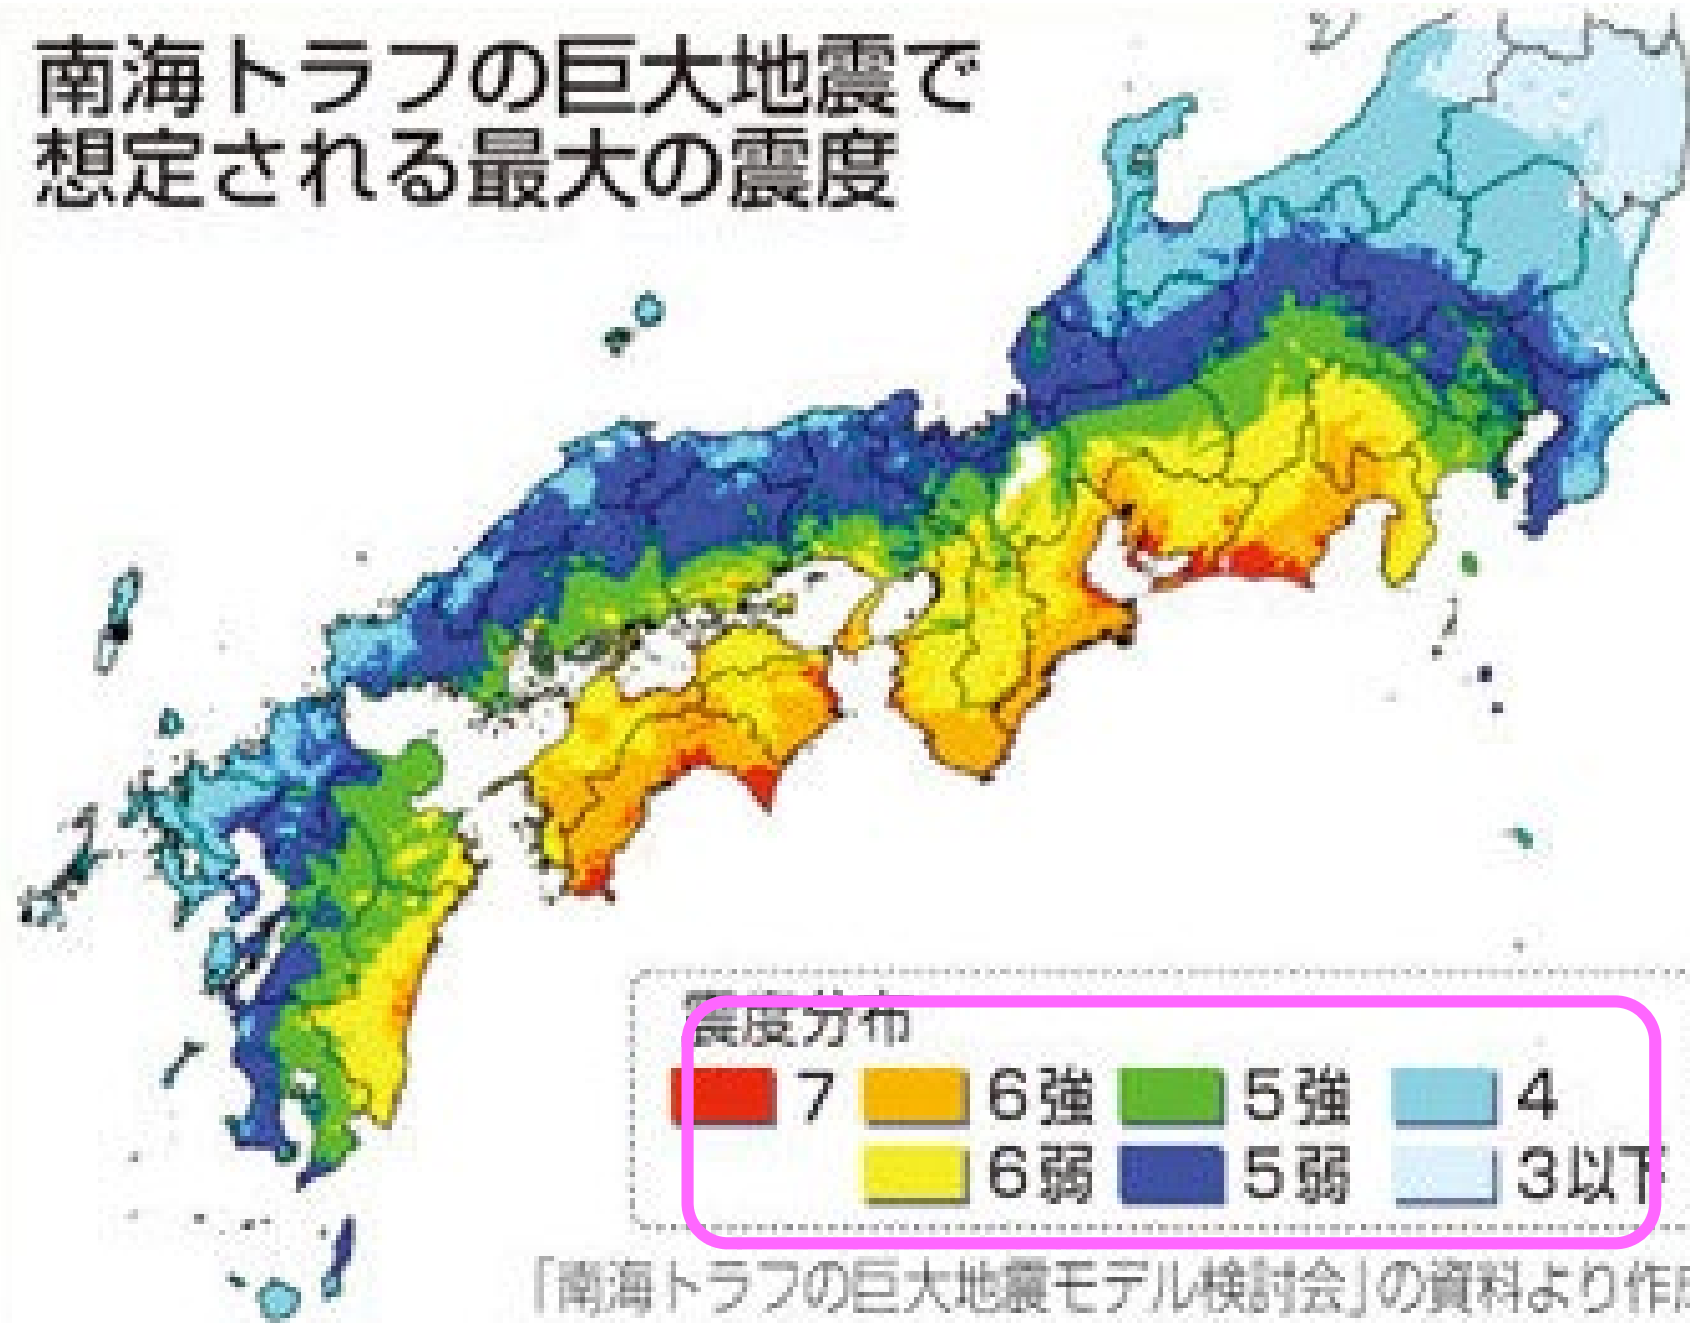 南海トラフの巨大地震で
想定される最大の震度
震度分布
7 6強 5強 4
6弱 5弱 3以下
「南海トラフの巨大地震モデル検討会」の資料より作成